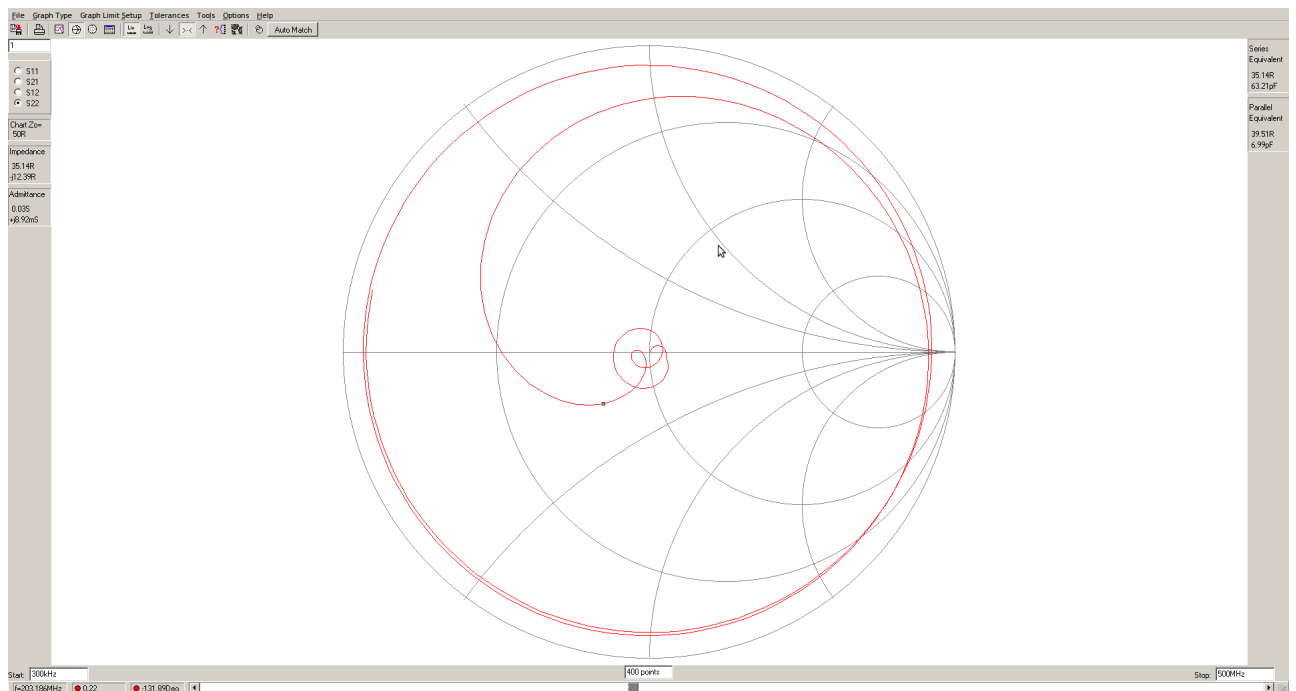 File Graph Type Graph Limit Setup Tolerances Tools Options Help
Lin Log Auto Match
1
S11
S21
S12
S22
Chart Zo=
50R
Impedance
35.14R
-j12.39R
Admittance
0.03S
+j8.92mS
Series
Equivalent
35.14R
63.21pF
Parallel
Equivalent
39.51R
6.99pF
Start: 300kHz 400 points Stop: 500MHz
f=203.186MHz 0.22 -131.89Deg